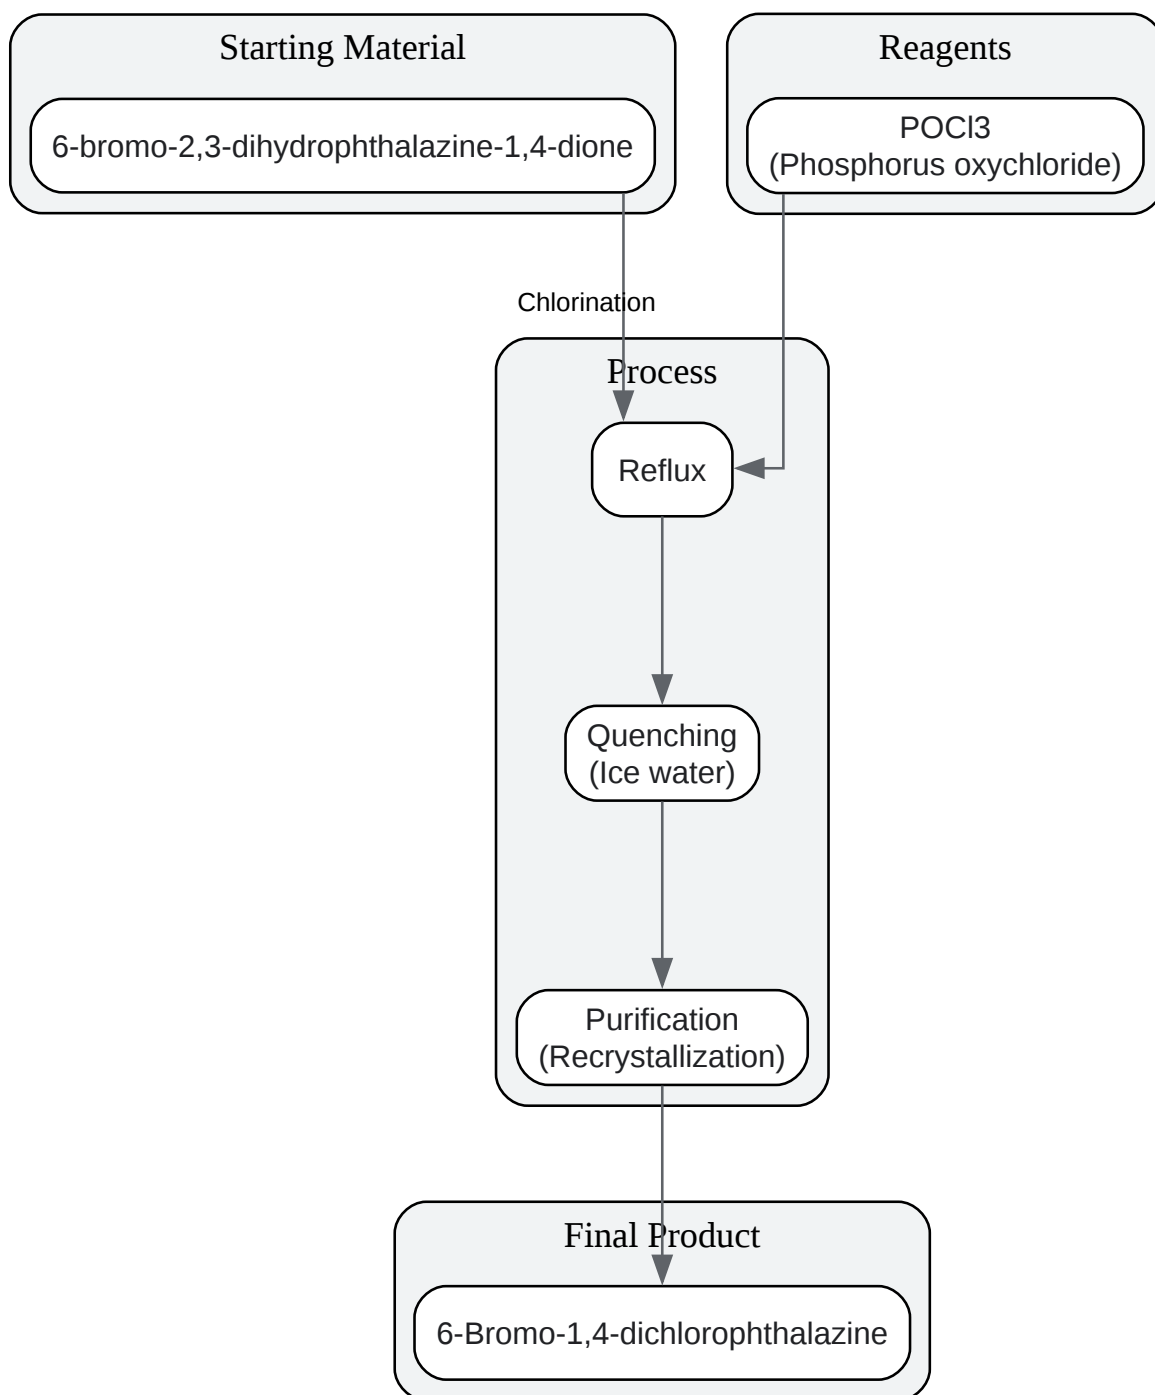 Starting Material
6-bromo-2,3-dihydrophthalazine-1,4-dione
Reagents
POCl3
(Phosphorus oxychloride)
Chlorination
Process
Reflux
Quenching
(Ice water)
Purification
(Recrystallization)
Final Product
6-Bromo-1,4-dichlorophthalazine